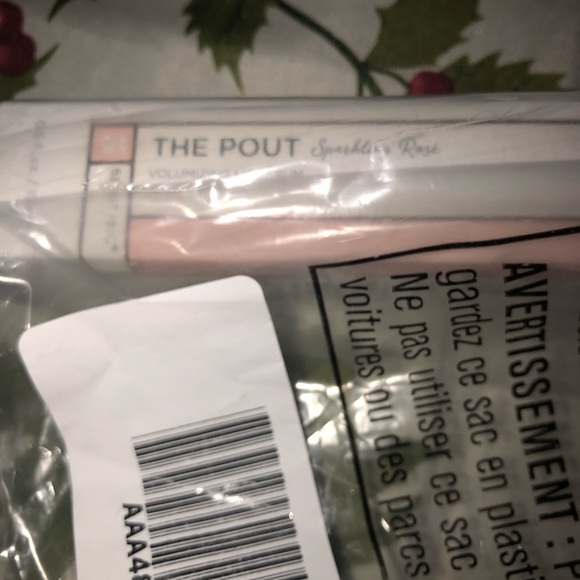 THE POUT Sparkling Rosé
AVERTISSEMENT :
gardez ce sac en plast
Ne pas utiliser ce sac
voitures ou des parcs
AAA48